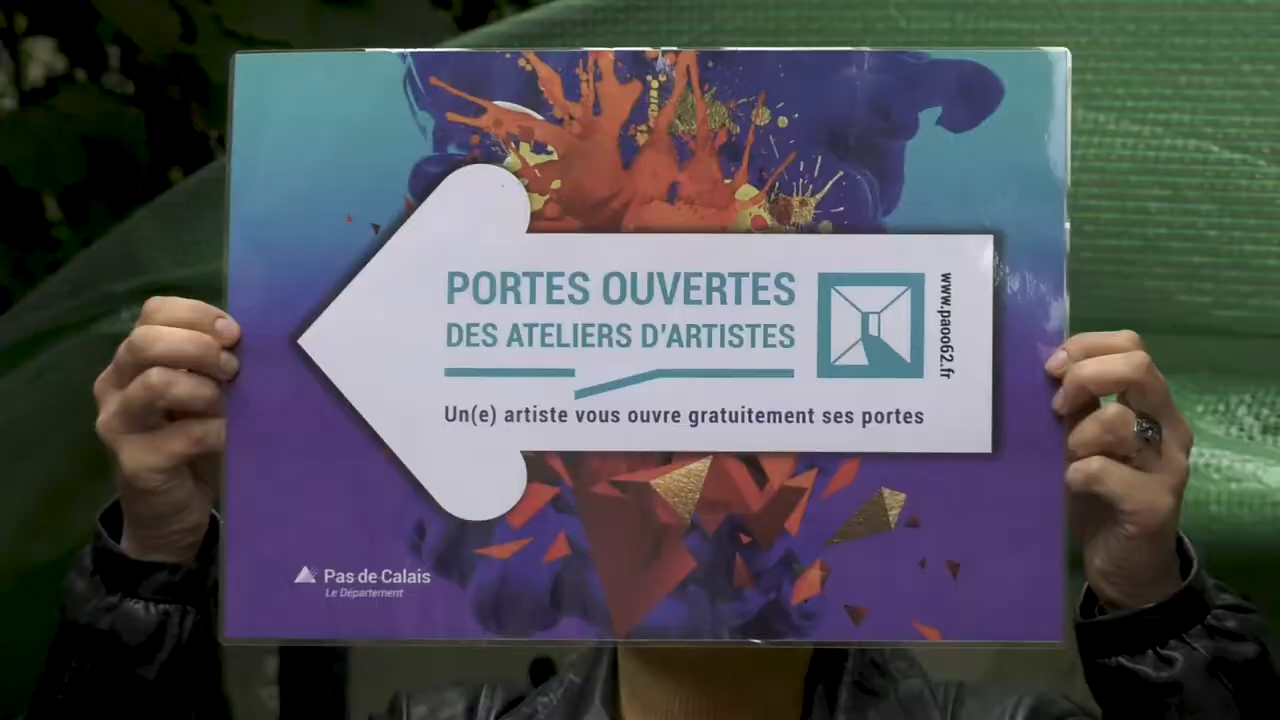 PORTES OUVERTES
DES ATELIERS D'ARTISTES
Un(e) artiste vous ouvre gratuitement ses portes
www.paoo62.fr
Pas de Calais
Le Département